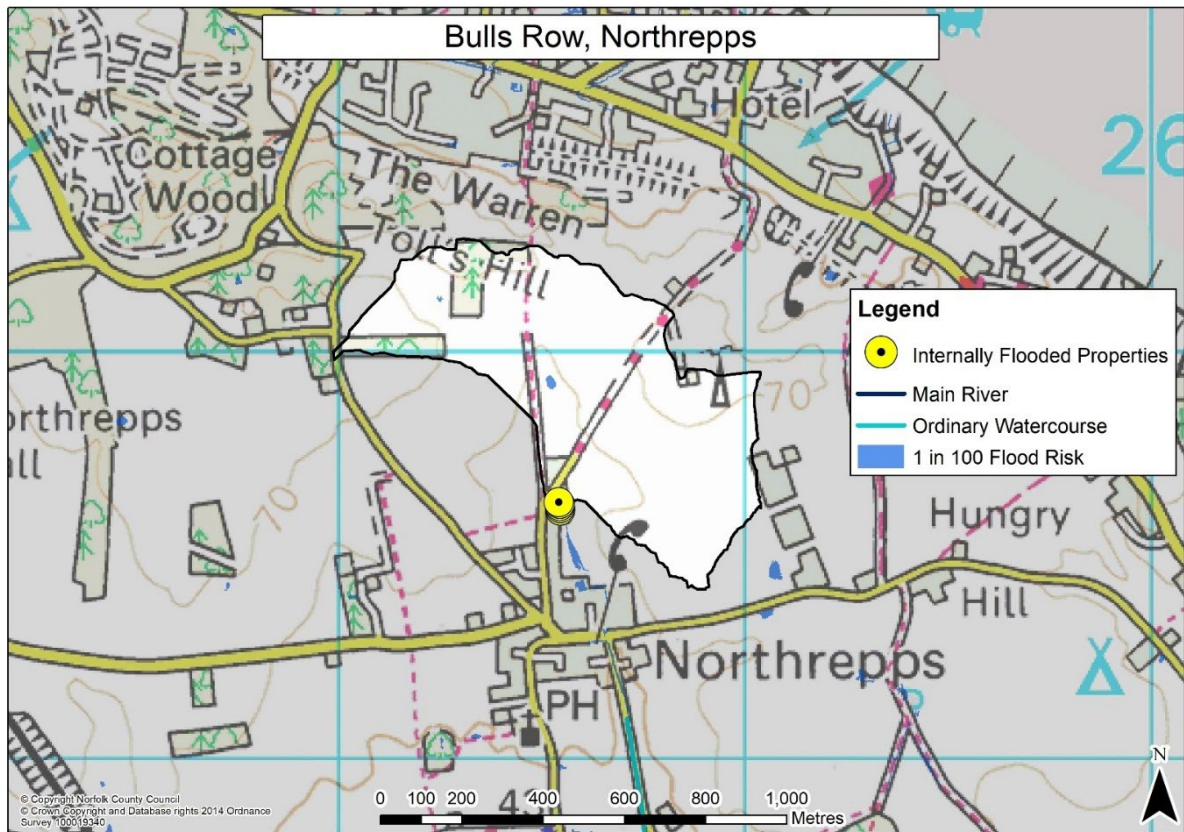 Bulls Row, Northrepps
Hotel
26
Cottage
Wood
The Warren
Toll's Hill
Legend
Internally Flooded Properties
Main River
Ordinary Watercourse
1 in 100 Flood Risk
70
orthrepps
all
70
Hungry
Hill
Northrepps
PH
P
43
N
0 100 200 400 600 800 1,000
Metres
© Copyright Norfolk County Council
© Crown Copyright and Database rights 2014 Ordnance
Survey 100019340